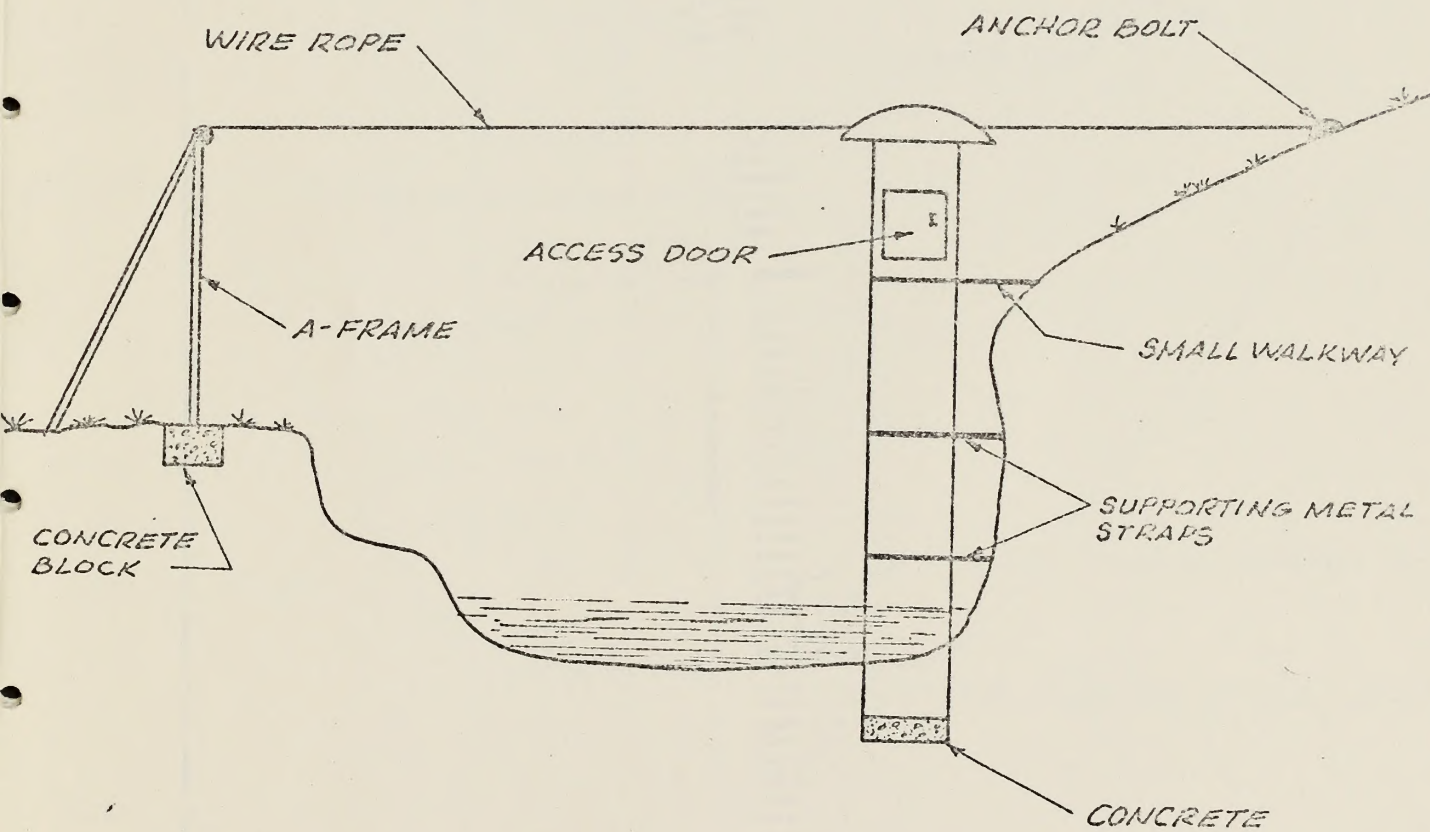 WIRE ROPE
ANCHOR BOLT
ACCESS DOOR
A-FRAME
SMALL WALKWAY
SUPPORTING METAL
STRAPS
CONCRETE
BLOCK
CONCRETE